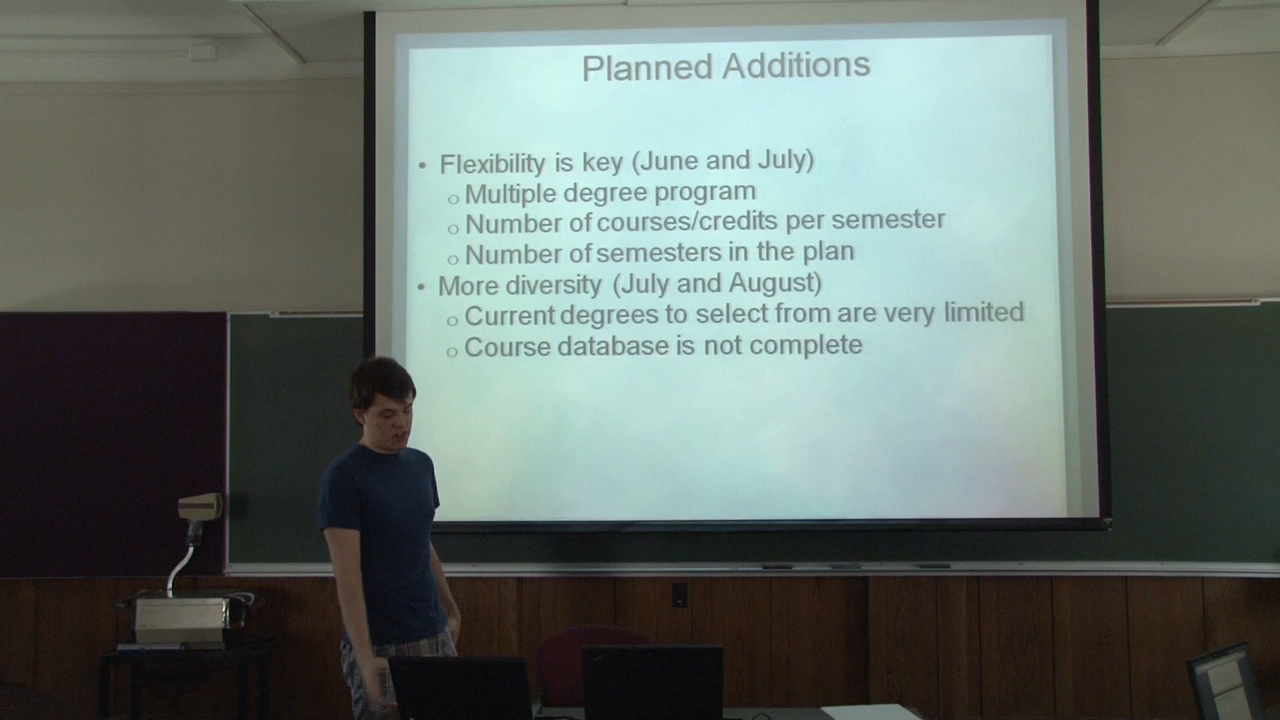 Planned Additions
• Flexibility is key (June and July)
o Multiple degree program
o Number of courses/credits per semester
o Number of semesters in the plan
• More diversity (July and August)
o Current degrees to select from are very limited
o Course database is not complete